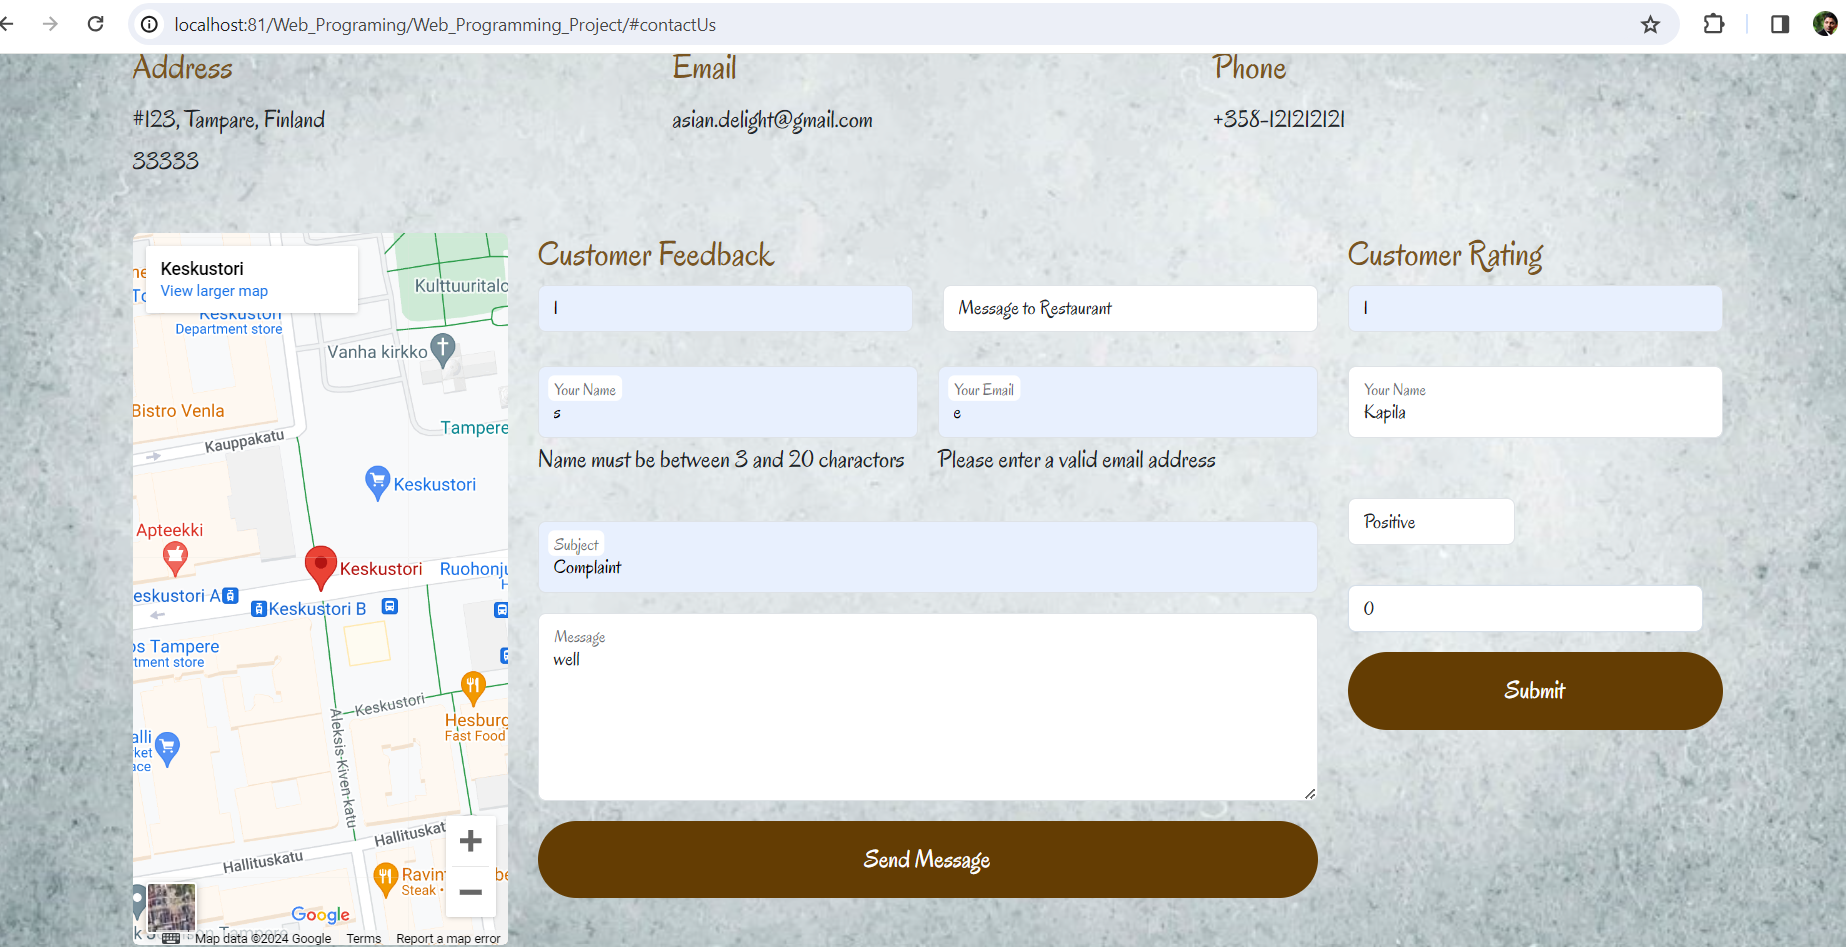 localhost:81/Web_Programing/Web_Programming_Project/#contactUs
Address
#123, Tampare, Finland
33333
Email
asian.delight@gmail.com
Phone
+358-121212121
Keskustori
View larger map
Keskustori
Department store
Kulttuuritalo
Vanha kirkko
Bistro Venla
Tampere
Kauppakatu
Keskustori
Apteekki
Keskustori
Ruohonju
eskustori A
Keskustori B
os Tampere
tment store
Keskustori
Aleksis-Kiven-katu
Hesburg
Fast Food
alli
ket
ace
Hallituskat
Hallituskatu
Ravin
be
Steak •
Google
Map data ©2024 Google
Terms
Report a map error
Customer Feedback
1
Message to Restaurant
Your Name
s
Your Email
e
Name must be between 3 and 20 charactors
Please enter a valid email address
Subject
Complaint
Message
well
Send Message
Customer Rating
1
Your Name
Kapila
Positive
0
Submit